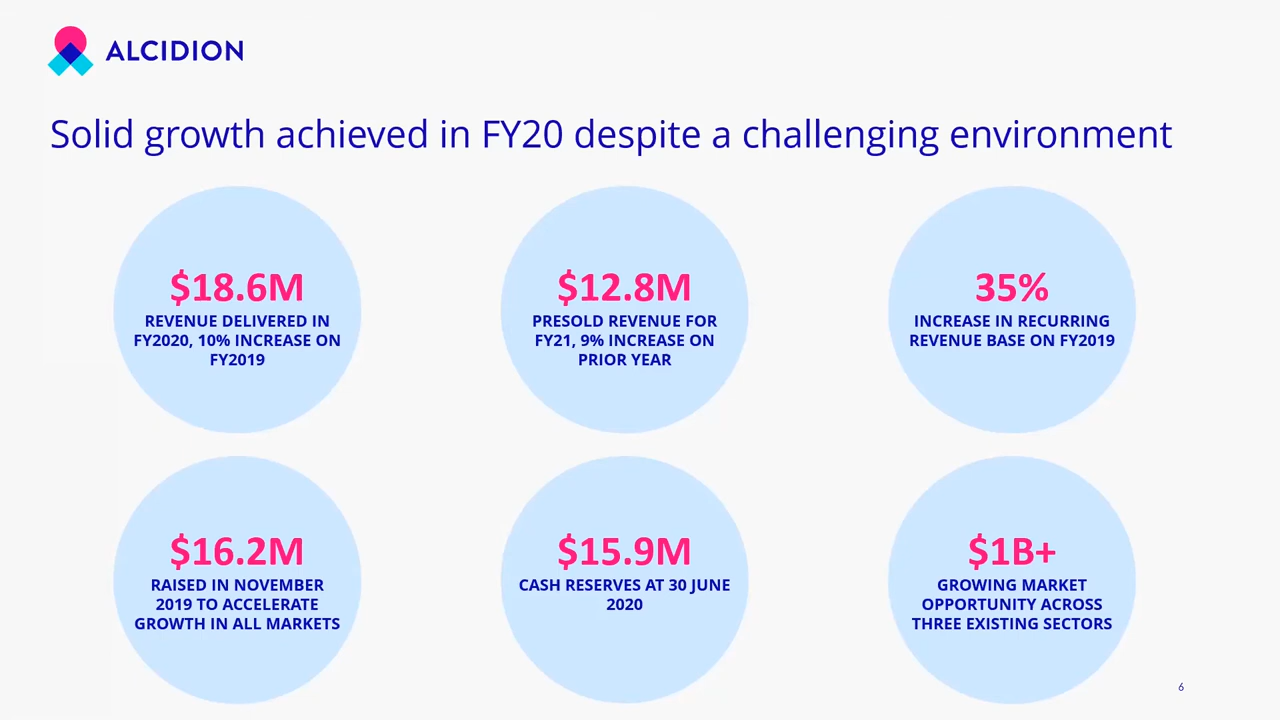 ALCIDION
Solid growth achieved in FY20 despite a challenging environment
$18.6M
REVENUE DELIVERED IN
FY2020, 10% INCREASE ON
FY2019
$12.8M
PRESOLD REVENUE FOR
FY21, 9% INCREASE ON
PRIOR YEAR
35%
INCREASE IN RECURRING
REVENUE BASE ON FY2019
$16.2M
RAISED IN NOVEMBER
2019 TO ACCELERATE
GROWTH IN ALL MARKETS
$15.9M
CASH RESERVES AT 30 JUNE
2020
$1B+
GROWING MARKET
OPPORTUNITY ACROSS
THREE EXISTING SECTORS
6